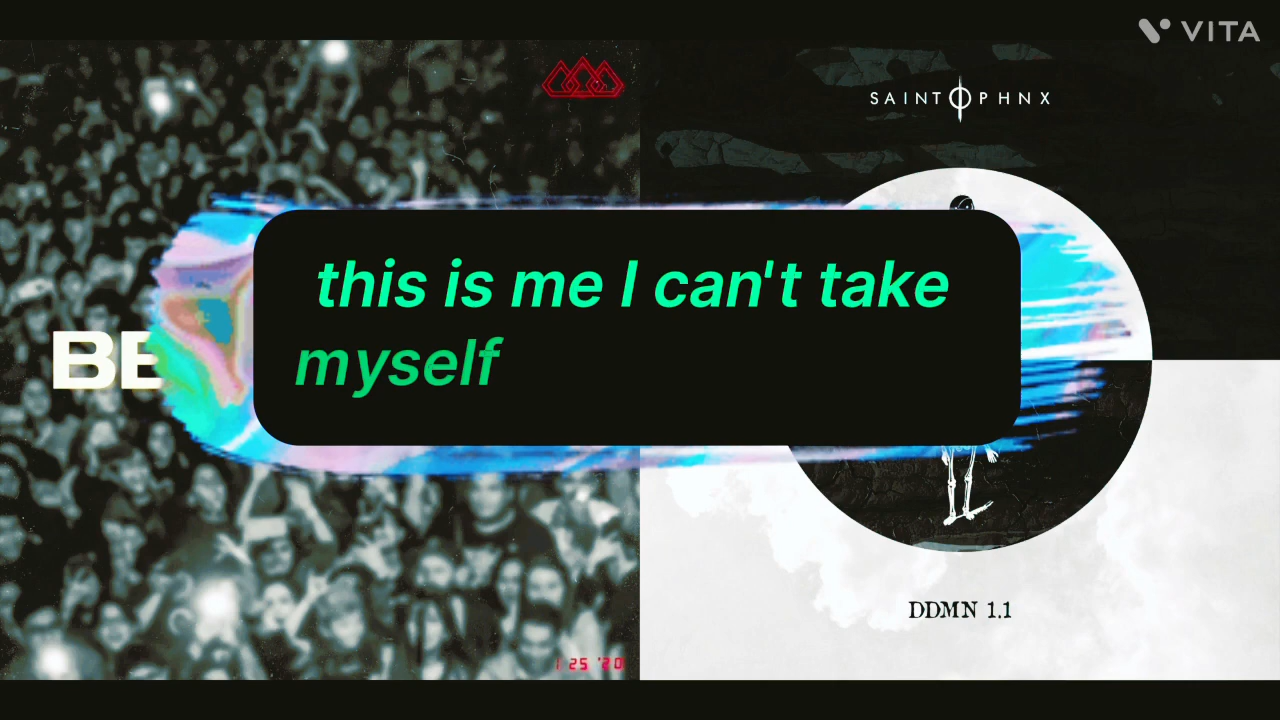 VITA
SAINT PHNX
this is me I can't take
myself
BE
DDMN 1.1
1 25 '20